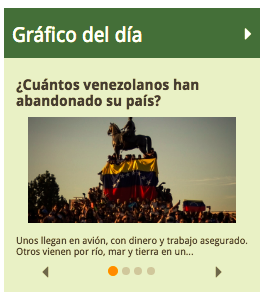 Gráfico del día
¿Cuántos venezolanos han
abandonado su país?
Unos llegan en avión, con dinero y trabajo asegurado.
Otros vienen por río, mar y tierra en un...